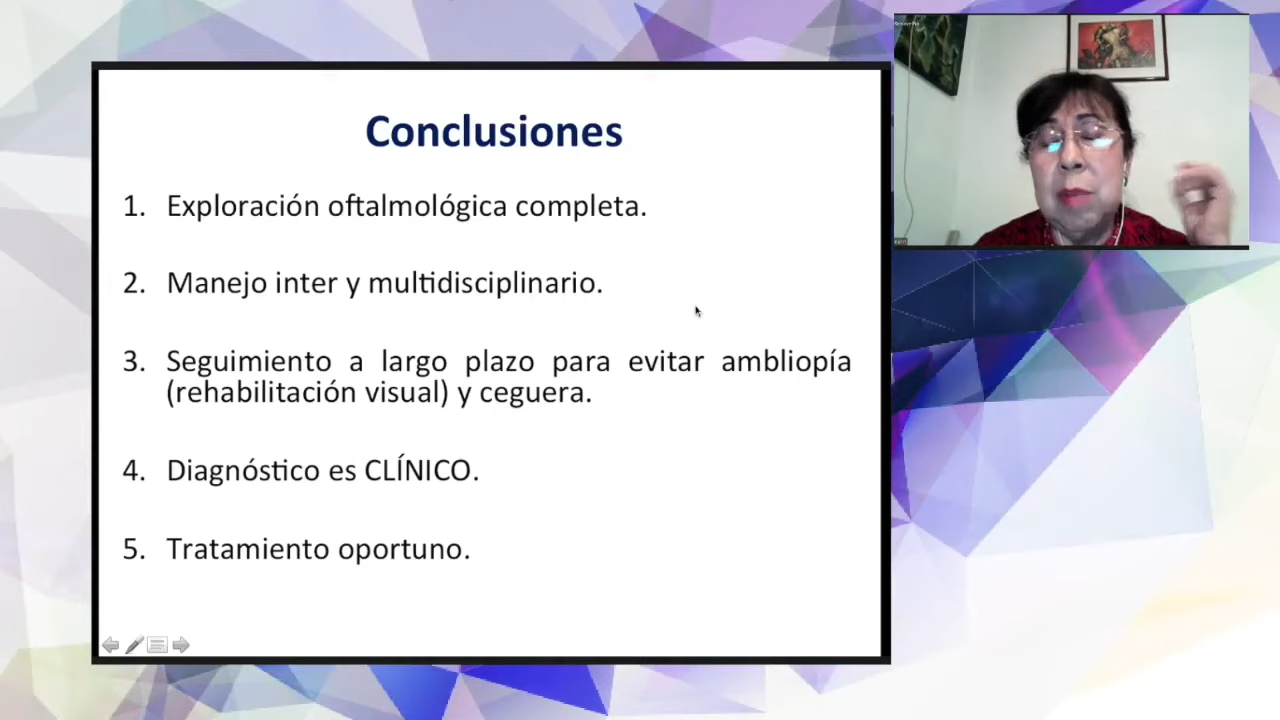 Conclusiones
1. Exploración oftalmológica completa.
2. Manejo inter y multidisciplinario.
3. Seguimiento a largo plazo para evitar ambliopía
(rehabilitación visual) y ceguera.
4. Diagnóstico es CLÍNICO.
5. Tratamiento oportuno.